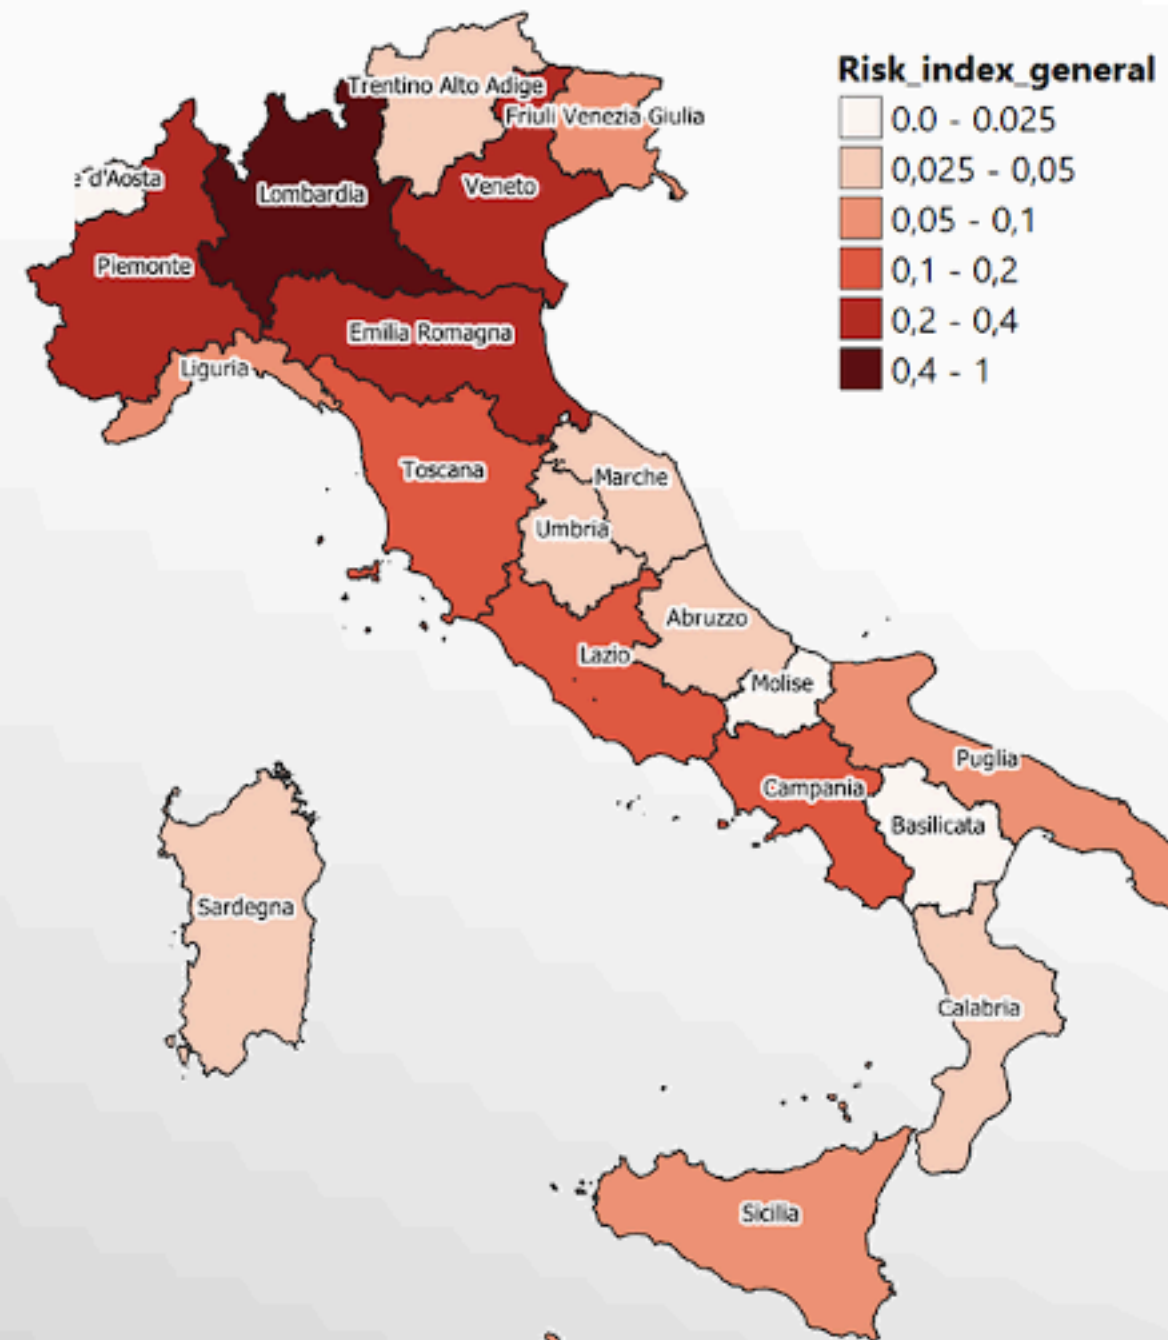 Risk_index_general
0.0 - 0.025
0,025 - 0,05
0,05 - 0,1
0,1 - 0,2
0,2 - 0,4
0,4 - 1
Trentino Alto Adige
Friuli Venezia Giulia
e d'Aosta
Lombardia
Veneto
Piemonte
Emilia Romagna
Liguria
Toscana
Marche
Umbria
Abruzzo
Lazio
Molise
Puglia
Campania
Basilicata
Sardegna
Calabria
Sicilia